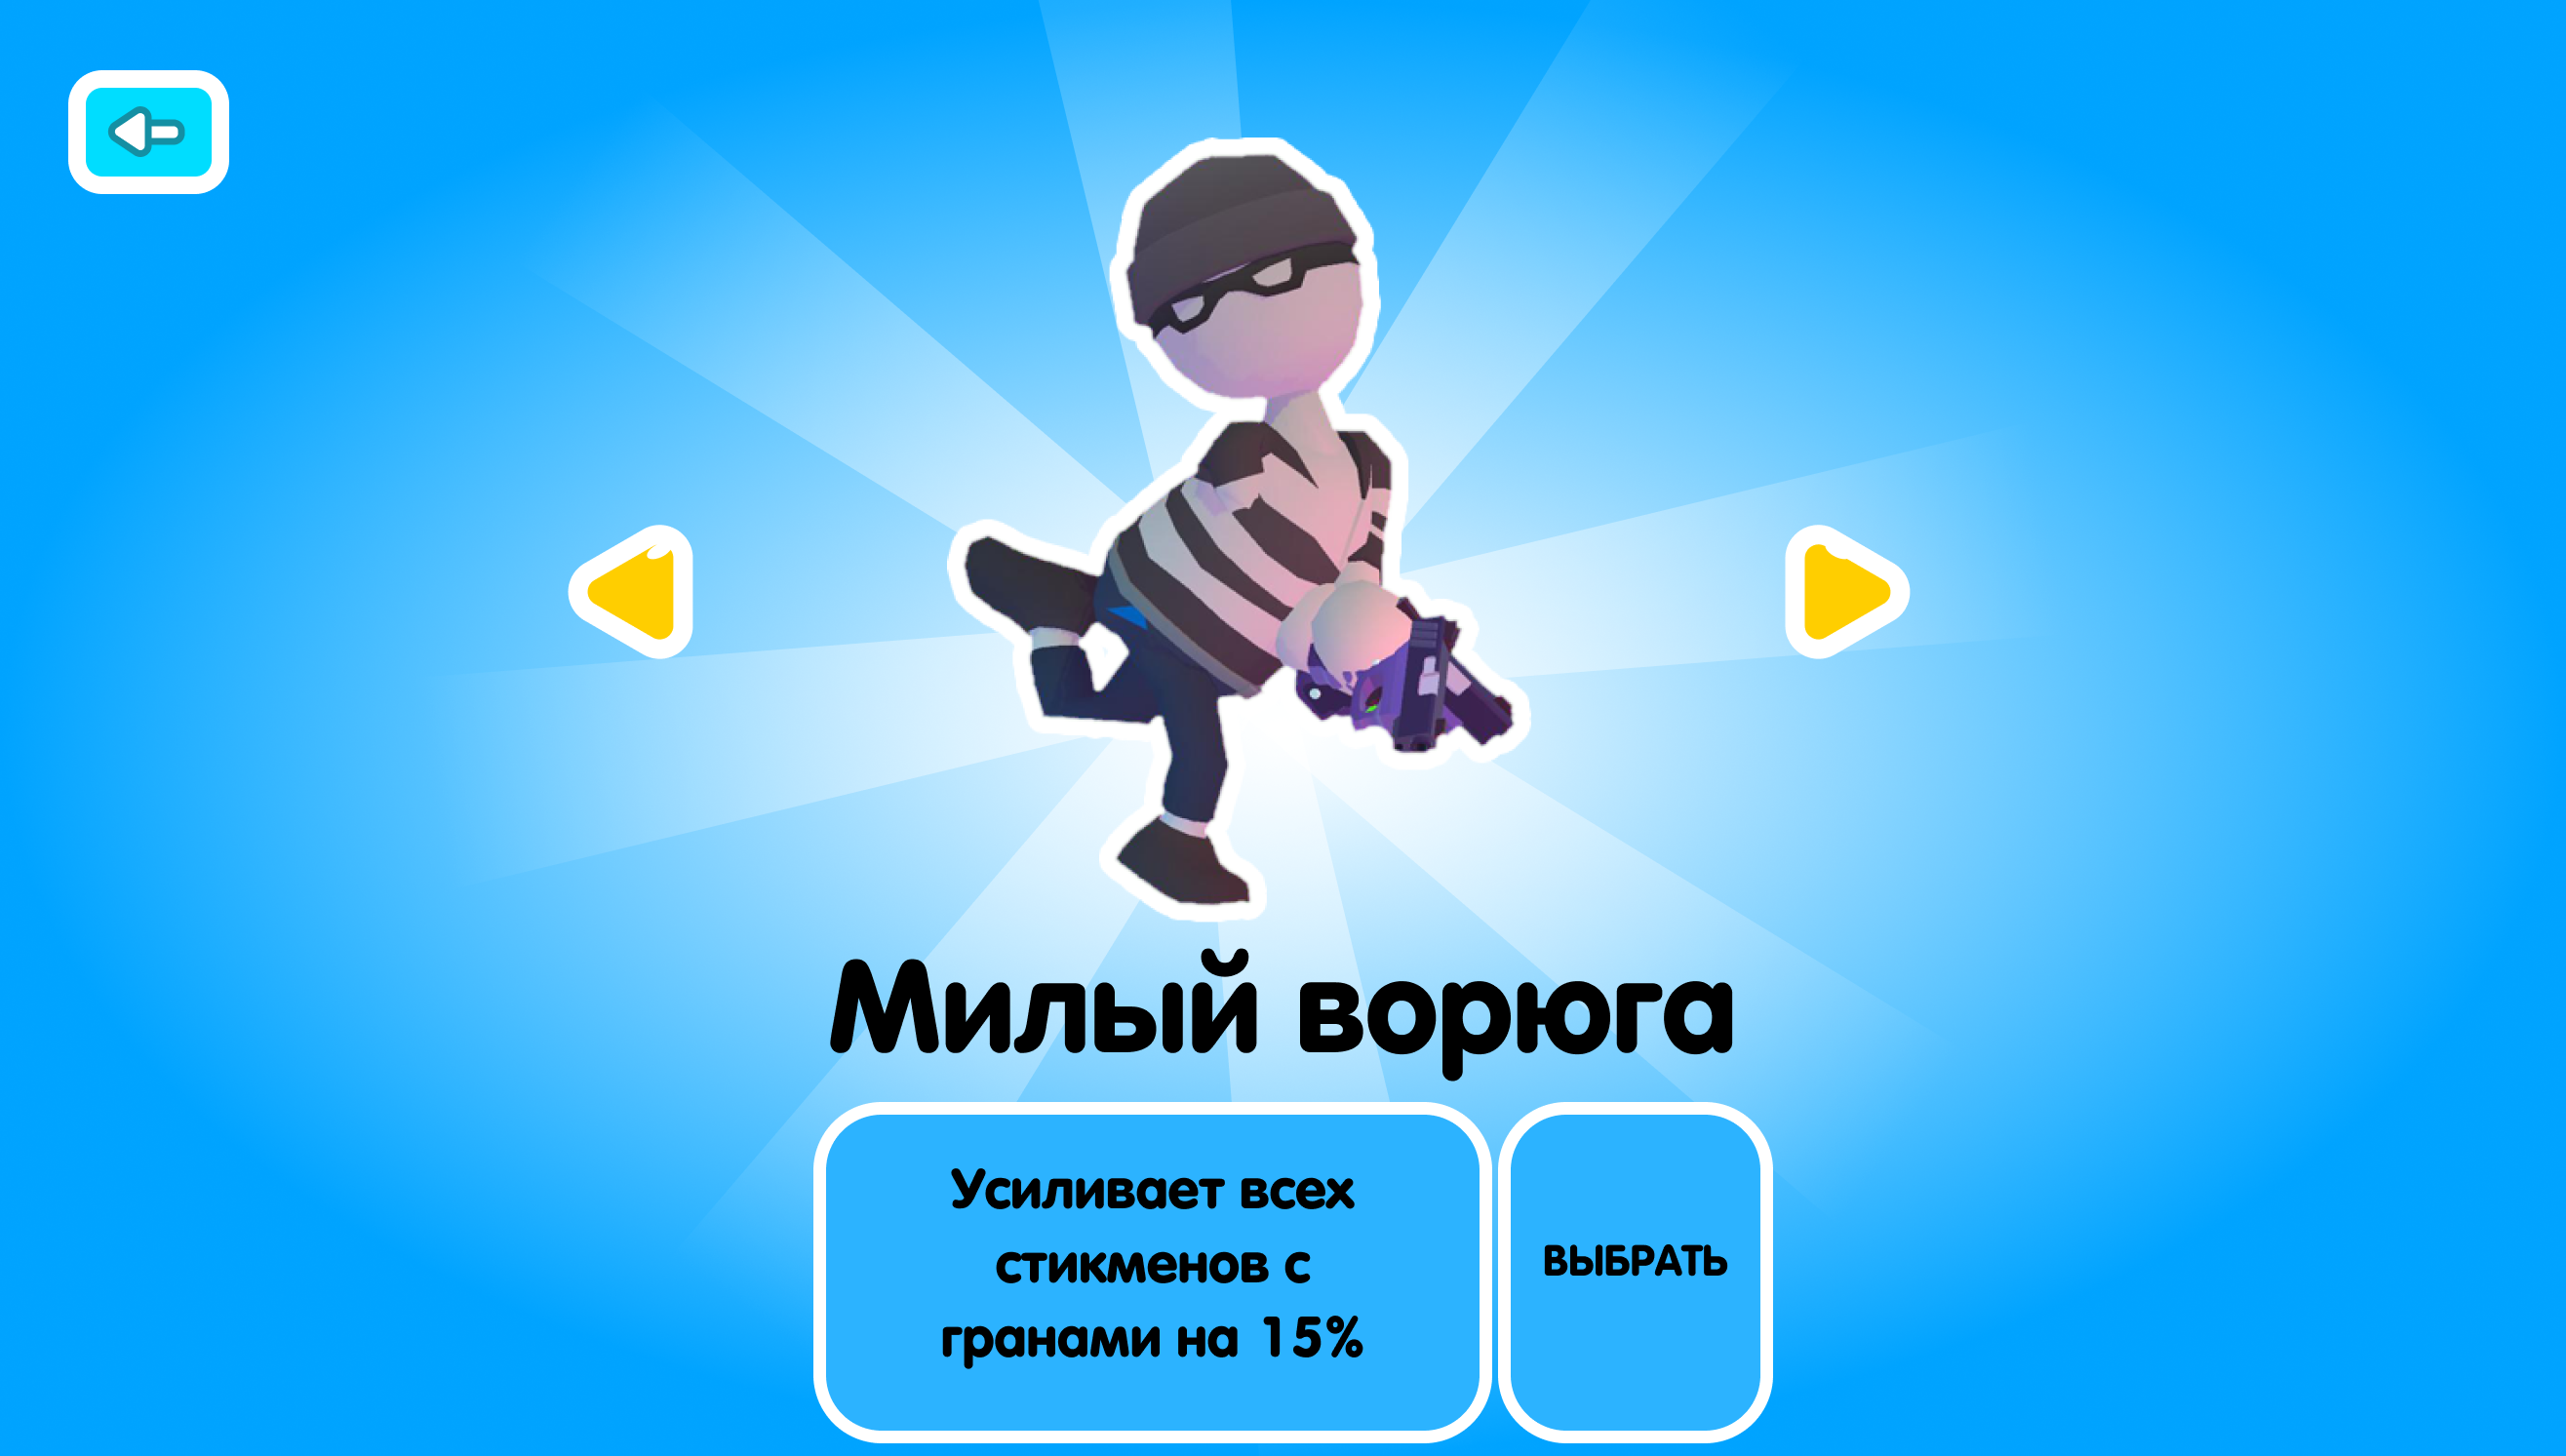 Милый ворюга
Усиливает всех
стикменов с
гранами на 15%
ВЫБРАТЬ